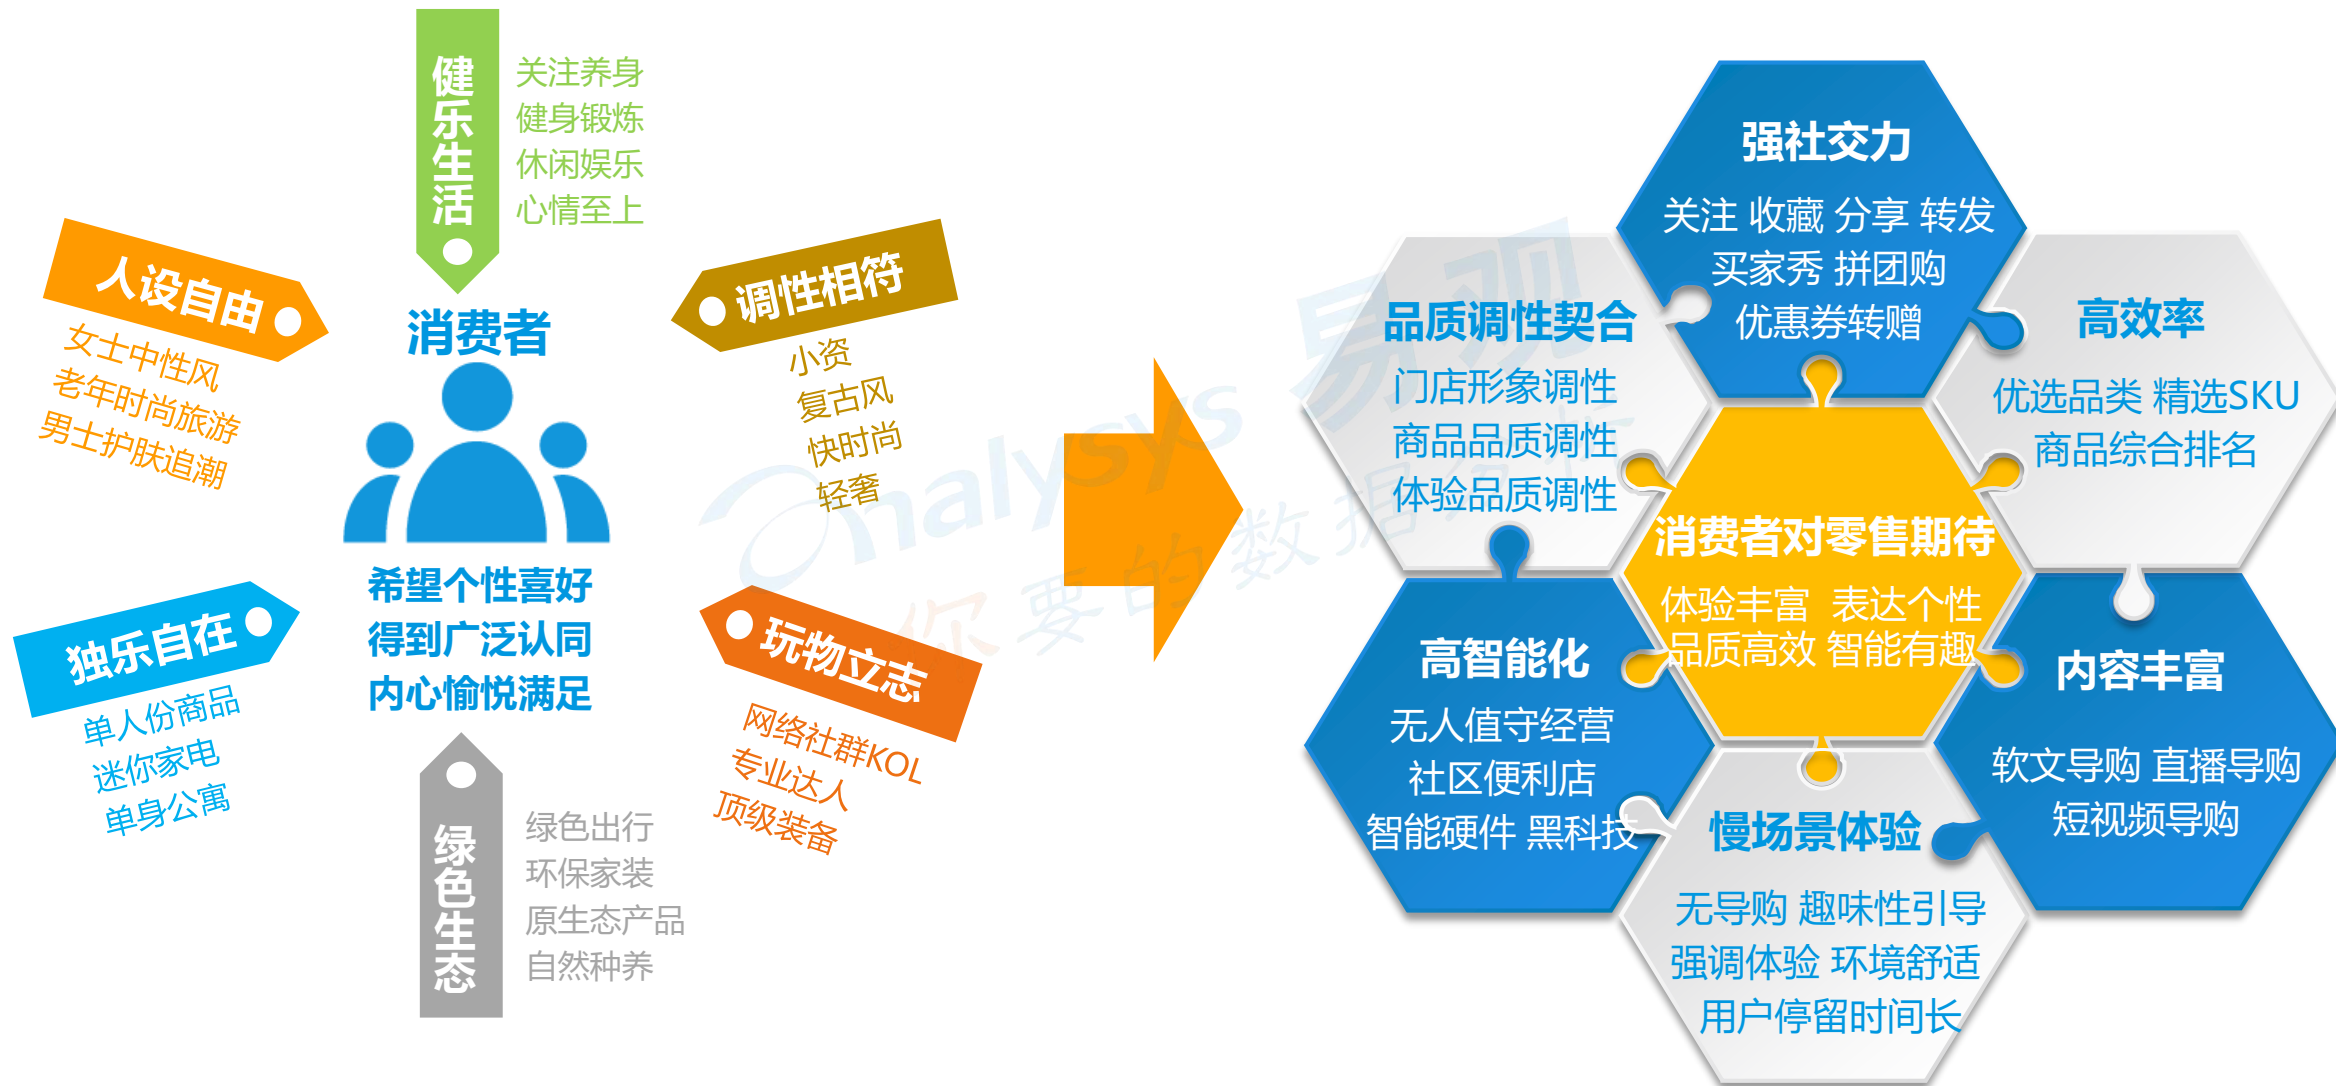 健乐生活
关注养身
健身锻炼
休闲娱乐
心情至上
人设自由
女士中性风
老年时尚旅游
男士护肤追潮
消费者
调性相符
小资
复古风
快时尚
轻奢
希望个性喜好
得到广泛认同
内心愉悦满足
独乐自在
单人份商品
迷你家电
单身公寓
玩物立志
网络社群KOL
专业达人
顶级装备
绿色生态
绿色出行
环保家装
原生态产品
自然种养
nalysys 易观
你要的数据分析
强社交力
关注 收藏 分享 转发
买家秀 拼团购
优惠券转赠
品质调性契合
门店形象调性
商品品质调性
体验品质调性
高效率
优选品类 精选SKU
商品综合排名
消费者对零售期待
体验丰富 表达个性
品质高效 智能有趣
高智能化
无人值守经营
社区便利店
智能硬件 黑科技
内容丰富
软文导购 直播导购
短视频导购
慢场景体验
无导购 趣味性引导
强调体验 环境舒适
用户停留时间长